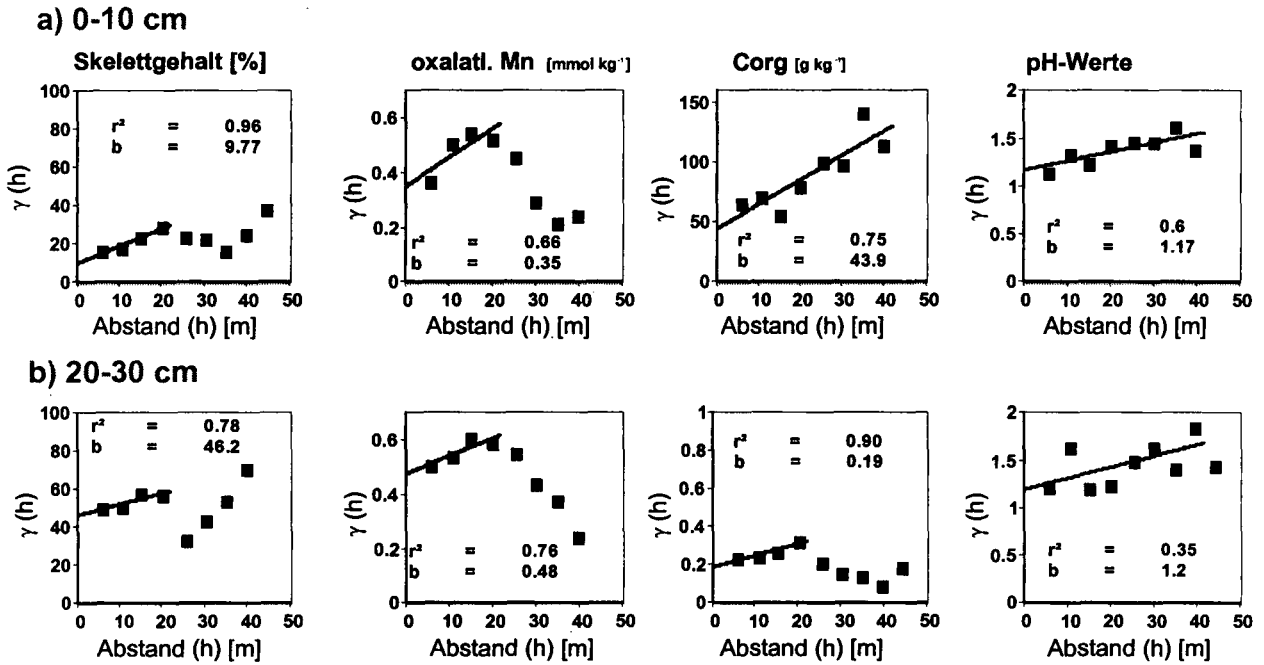 a) 0-10 cm
Skelettgehalt [%]
oxalatl. Mn [mmol kg⁻¹]
Corg [g kg⁻¹]
pH-Werte
100
80
60
40
20
0
γ (h)
r² = 0.96
b = 9.77
0 10 20 30 40 50
Abstand (h) [m]
0.6
0.4
0.2
0
γ (h)
r² = 0.66
b = 0.35
0 10 20 30 40 50
Abstand (h) [m]
150
100
50
0
γ (h)
r² = 0.75
b = 43.9
0 10 20 30 40 50
Abstand (h) [m]
2
1.5
1
0.5
0
γ (h)
r² = 0.6
b = 1.17
0 10 20 30 40 50
Abstand (h) [m]
b) 20-30 cm
100
80
60
40
20
0
γ (h)
r² = 0.78
b = 46.2
0 10 20 30 40 50
Abstand (h) [m]
0.6
0.4
0.2
0
γ (h)
r² = 0.76
b = 0.48
0 10 20 30 40 50
Abstand (h) [m]
1
0.8
0.6
0.4
0.2
0
γ (h)
r² = 0.90
b = 0.19
0 10 20 30 40 50
Abstand (h) [m]
2
1.5
1
0.5
0
γ (h)
r² = 0.35
b = 1.2
0 10 20 30 40 50
Abstand (h) [m]